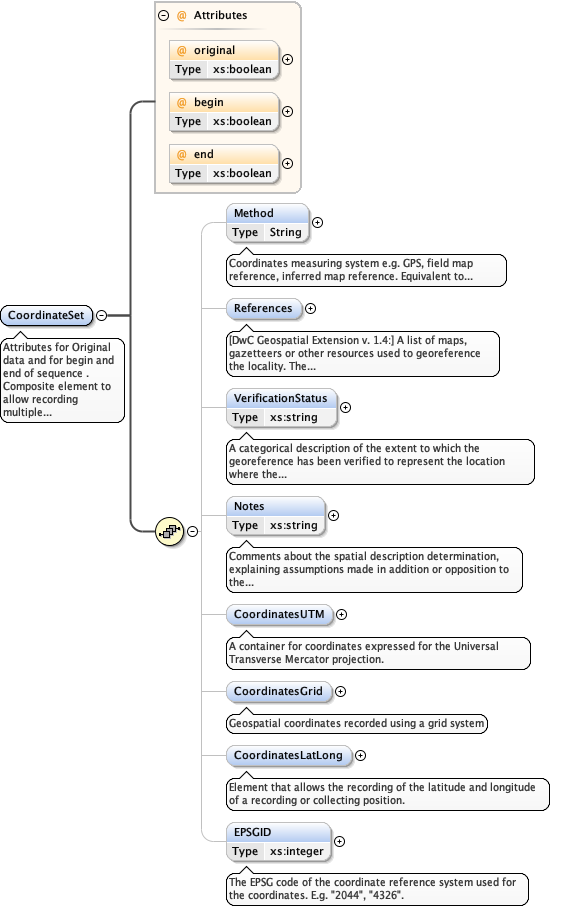 @ Attributes
@ original
Type xs:boolean
@ begin
Type xs:boolean
@ end
Type xs:boolean
CoordinateSet
Attributes for Original
data and for begin and
end of sequence .
Composite element to
allow recording
multiple...
Method
Type String
Coordinates measuring system e.g. GPS, field map
reference, inferred map reference. Equivalent to...
References
[DwC Geospatial Extension v. 1.4:] A list of maps,
gazetteers or other resources used to georeference
the locality. The...
VerificationStatus
Type xs:string
A categorical description of the extent to which the
georeference has been verified to represent the location
where the...
Notes
Type xs:string
Comments about the spatial description determination,
explaining assumptions made in addition or opposition to
the...
CoordinatesUTM
A container for coordinates expressed for the Universal
Transverse Mercator projection.
CoordinatesGrid
Geospatial coordinates recorded using a grid system
CoordinatesLatLong
Element that allows the recording of the latitude and longitude
of a recording or collecting position.
EPSGID
Type xs:integer
The EPSG code of the coordinate reference system used for
the coordinates. E.g. "2044", "4326".